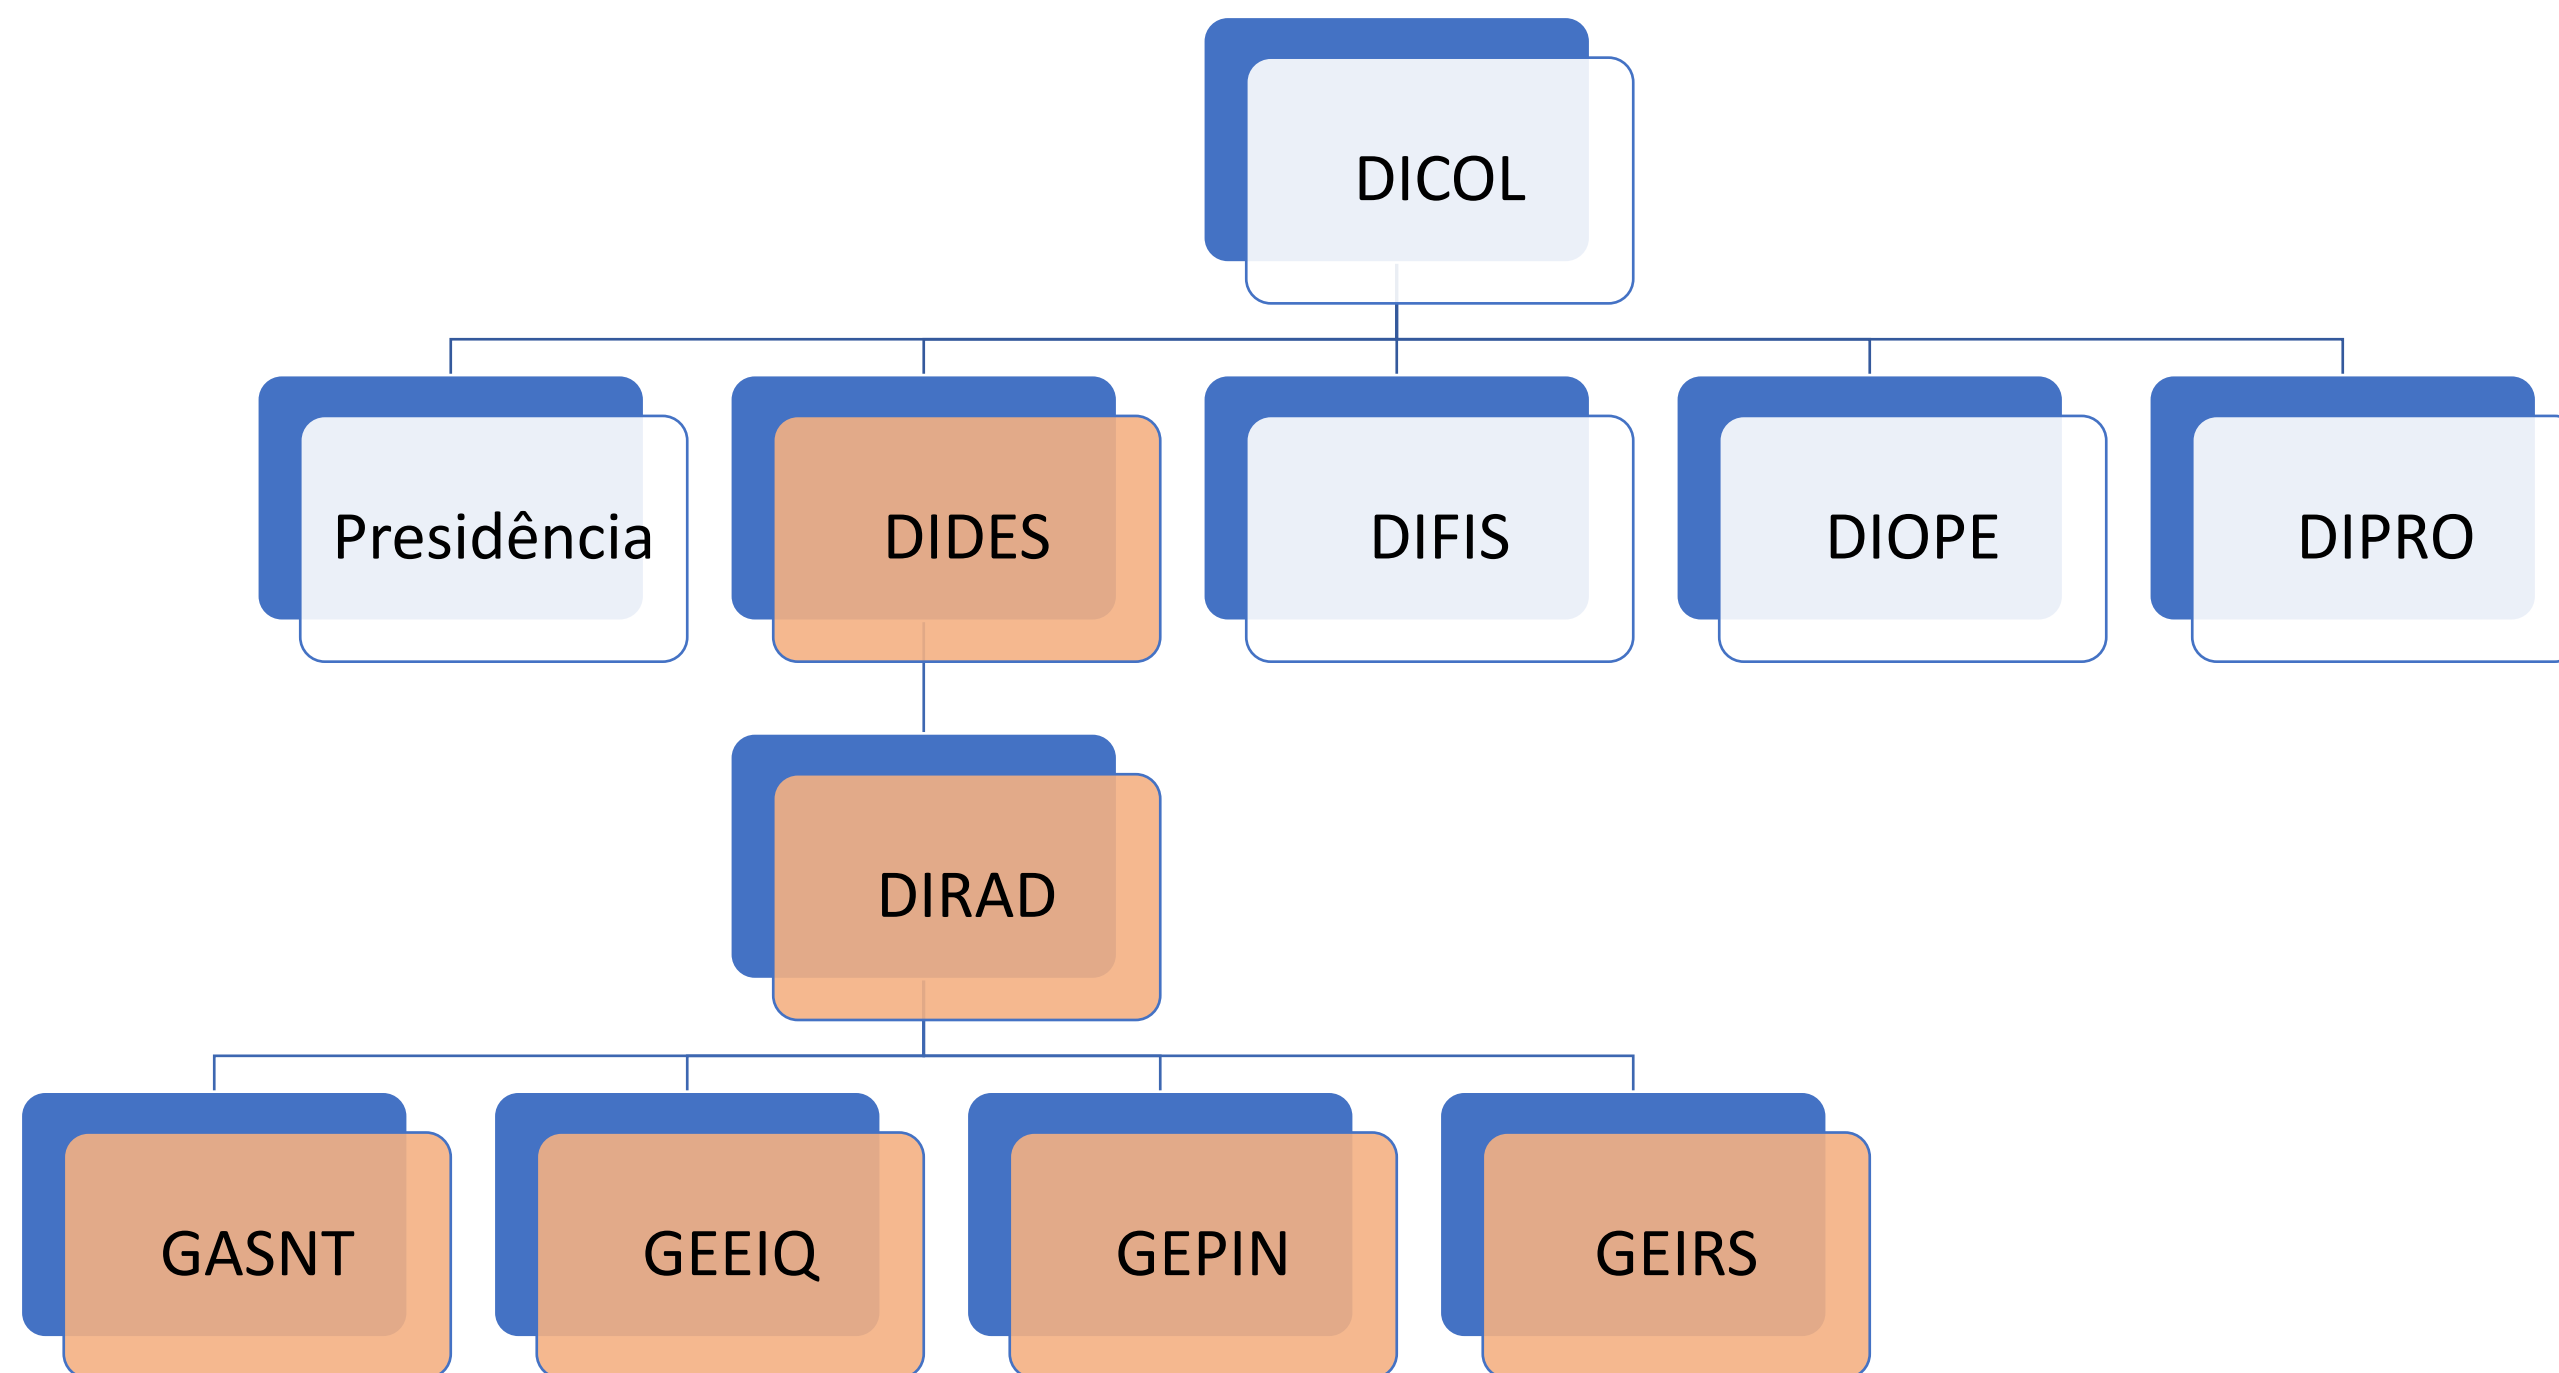 DICOL
Presidência
DIDES
DIFIS
DIOPE
DIPRO
DIRAD
GASNT
GEEIQ
GEPIN
GEIRS